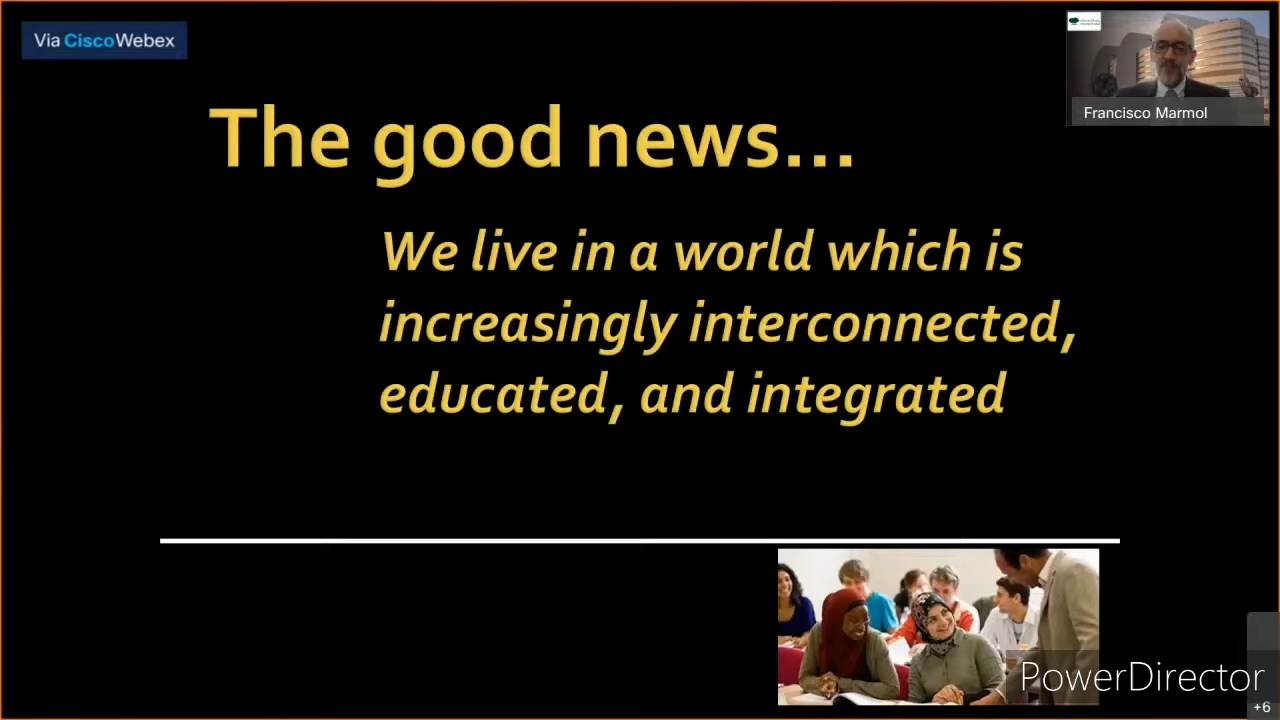 Via CiscoWebex
Francisco Marmol
The good news...
We live in a world which is
increasingly interconnected,
educated, and integrated
PowerDirector
+6